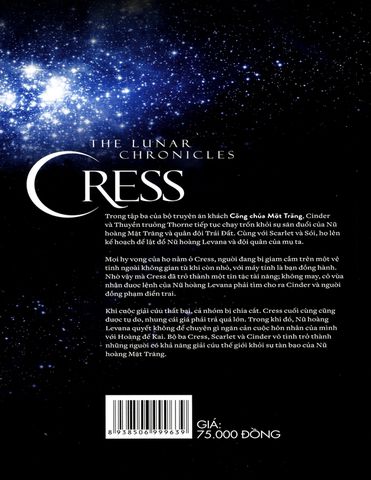 THE LUNAR
CHRONICLES
CRESS
Trong tập ba của bộ truyện ăn khách Công chúa Mặt Trăng, Cinder
và Thuyền trưởng Thorne tiếp tục chạy trốn khỏi sự săn đuổi của Nữ
hoàng Mặt Trăng và quân đội Trái Đất. Cùng với Scarlet và Sói, họ lên
kế hoạch để lật đổ Nữ hoàng Levana và đội quân của mụ ta.
Mọi hy vọng của họ nằm ở Cress, người đang bị giam cầm trên một vệ
tinh ngoài không gian từ khi còn nhỏ, với máy tính là bạn đồng hành.
Nhờ vậy mà Cress đã trở thành một tin tặc tài năng; không may, cô vừa
nhận được lệnh của Nữ hoàng Levana phải tìm cho ra Cinder và người
đồng phạm điển trai.
Khi cuộc giải cứu thất bại, cả nhóm bị chia cắt. Cress cuối cùng cũng
được tự do, nhưng cái giá phải trả quá lớn. Trong khi đó, Nữ hoàng
Levana quyết không để chuyện gì ngăn cản cuộc hôn nhân của mình
với Hoàng đế Kai. Bộ ba Cress, Scarlet và Cinder vô tình trở thành
những người có khả năng giải cứu thế giới khỏi sự tàn bạo của Nữ
hoàng Mặt Trăng.
8 938506 999639
GIÁ:
75.000 ĐỒNG